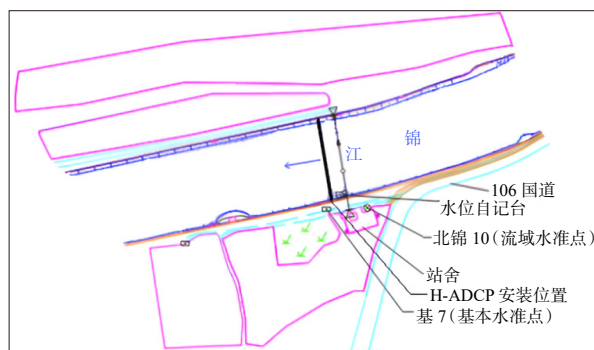 锦
江
106 国道
水位自记台
北锦 10（流域水准点）
站舍
H-ADCP 安装位置
基 7（基本水准点）